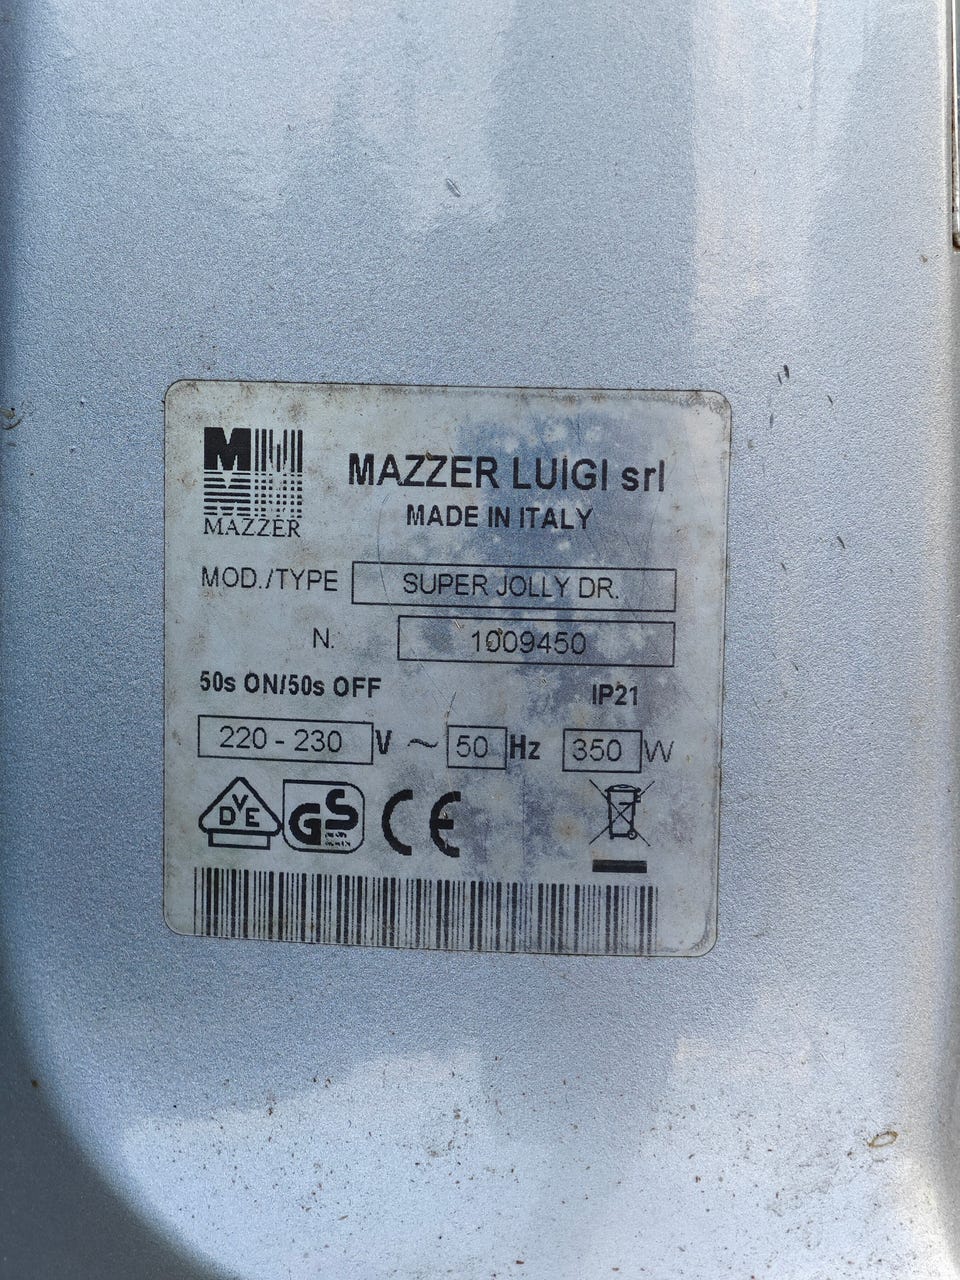 M
MAZZER
MAZZER LUIGI srl
MADE IN ITALY
MOD./TYPE SUPER JOLLY DR.
N. 1009450
50s ON/50s OFF IP21
220 - 230 V ~ 50 Hz 350 W
DVE GS CE